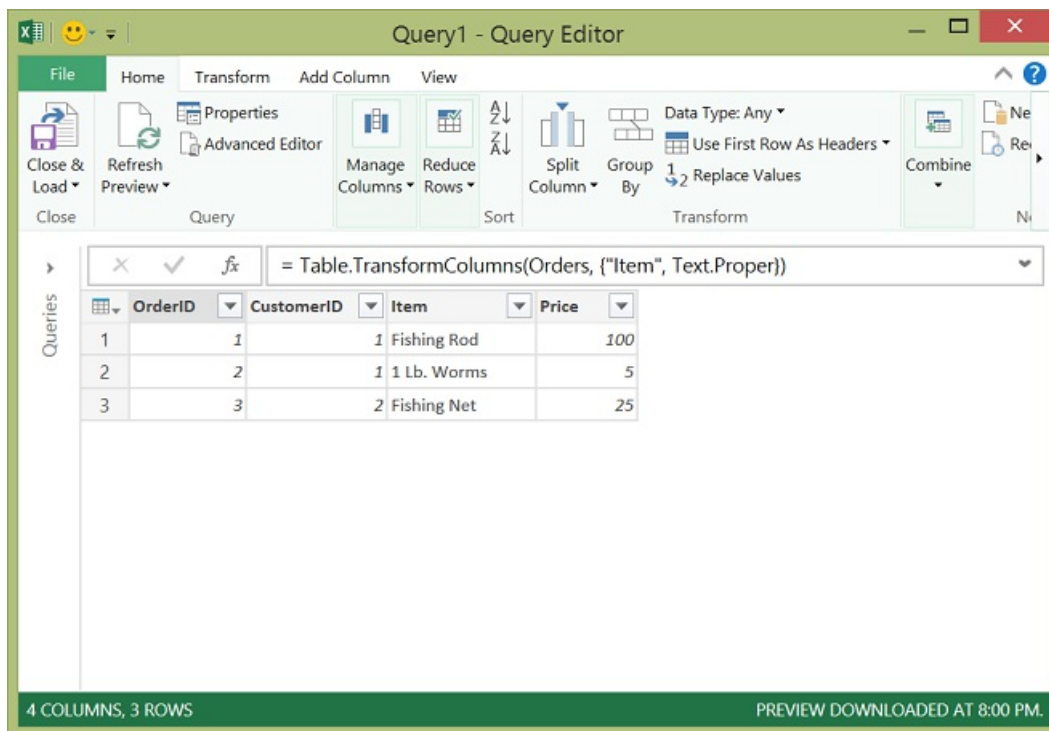 Query1 - Query Editor
File Home Transform Add Column View
Close & Load
Refresh Preview
Properties
Advanced Editor
Manage Columns
Reduce Rows
Split Column
Group By
Data Type: Any
Use First Row As Headers
Replace Values
Combine
Ne
Re
Close Query Sort Transform
Queries
fx = Table.TransformColumns(Orders, {"Item", Text.Proper})
OrderID CustomerID Item Price
1 1 1 Fishing Rod 100
2 2 1 1 Lb. Worms 5
3 3 2 Fishing Net 25
4 COLUMNS, 3 ROWS PREVIEW DOWNLOADED AT 8:00 PM.